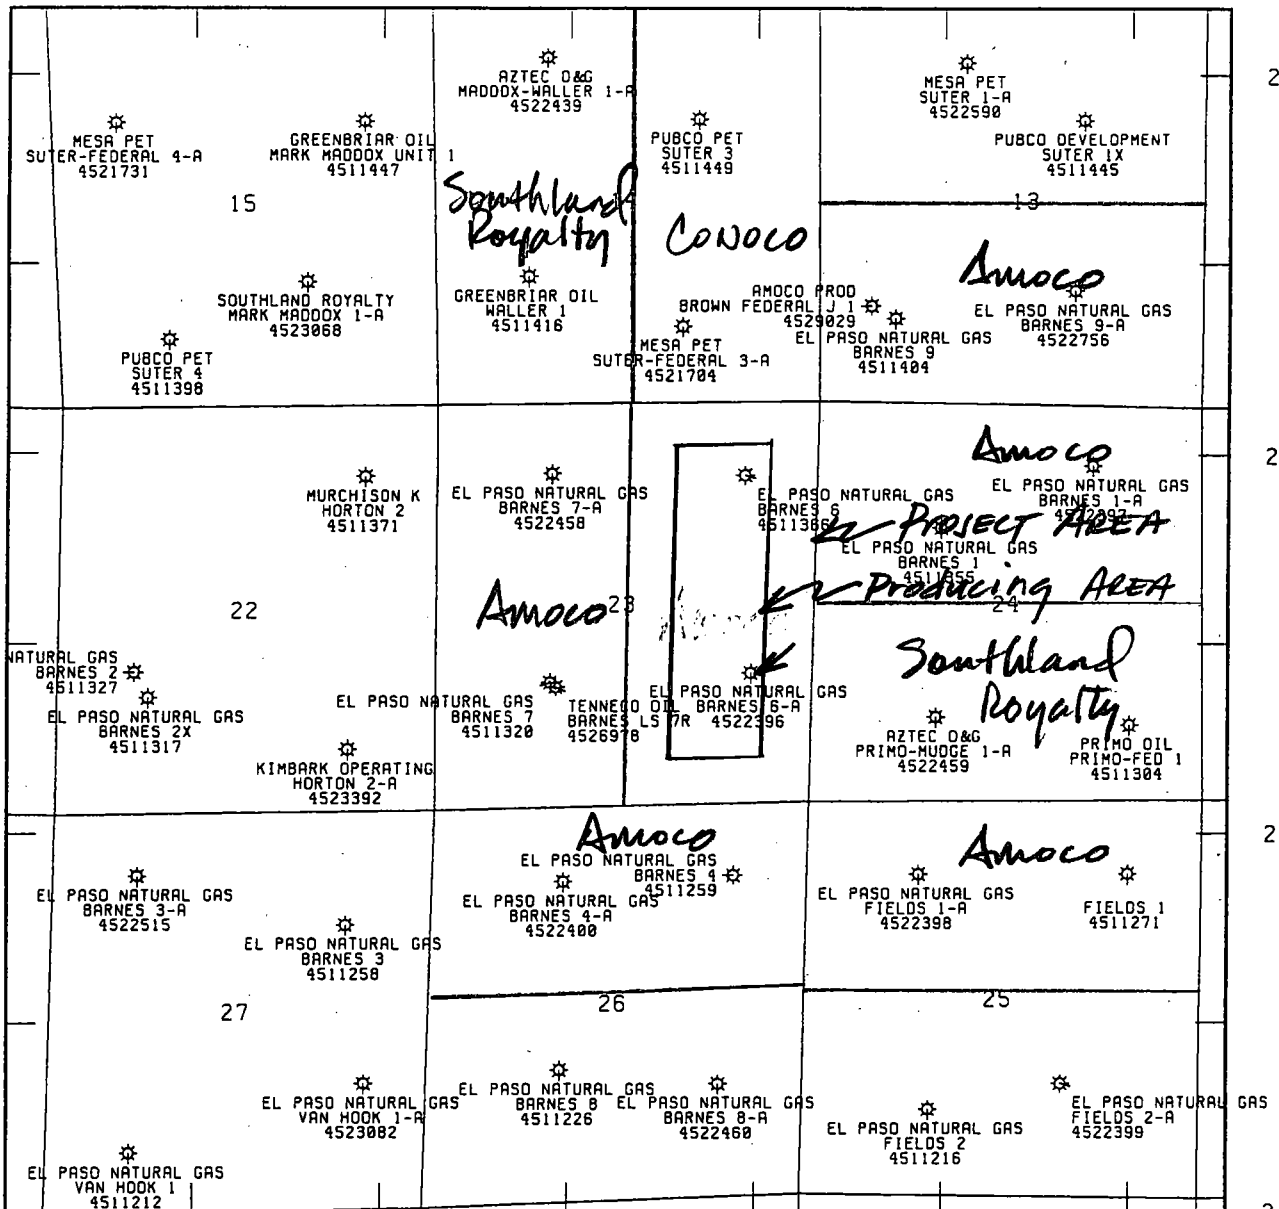 AZTEC O&G
MADDOX-WALLER 1-A
4522439
MESA PET
SUTER 1-A
4522590
2
MESA PET
SUTER-FEDERAL 4-A
4521731
GREENBRIAR OIL
MARK MADDOX UNIT 1
4511447
PUBCO PET
SUTER 3
4511449
PUBCO DEVELOPMENT
SUTER 1X
4511445
15
Southland
Royalty
CONOCO
13
Amoco
SOUTHLAND ROYALTY
MARK MADDOX 1-A
4523068
GREENBRIAR OIL
WALLER 1
4511416
AMOCO PROD
BROWN FEDERAL J 1
4529029
EL PASO NATURAL GAS
BARNES 9
4511404
EL PASO NATURAL GAS
BARNES 9-A
4522756
PUBCO PET
SUTER 4
4511398
MESA PET
SUTER-FEDERAL 3-A
4521704
Amoco
2
MURCHISON K
HORTON 2
4511371
EL PASO NATURAL GAS
BARNES 7-A
4522458
EL PASO NATURAL GAS
BARNES 6
EL PASO NATURAL GAS
BARNES 1-A
PROJECT AREA
EL PASO NATURAL GAS
BARNES 1
Producing AREA
22
Amoco
23
24
Southland
Royalty
NATURAL GAS
BARNES 2
4511327
EL PASO NATURAL GAS
BARNES 2X
4511317
EL PASO NATURAL GAS
BARNES 7
4511320
TENNECO OIL
BARNES LS 7R
4526978
EL PASO NATURAL GAS
BARNES 6-A
4522396
AZTEC O&G
PRIMO-MUDGE 1-A
4522459
PRIMO OIL
PRIMO-FED 1
4511304
KIMBARK OPERATING
HORTON 2-A
4523392
Amoco
Amoco
2
EL PASO NATURAL GAS
BARNES 3-A
4522515
EL PASO NATURAL GAS
BARNES 4
4511259
EL PASO NATURAL GAS
BARNES 4-A
4522400
EL PASO NATURAL GAS
FIELDS 1-A
4522398
FIELDS 1
4511271
EL PASO NATURAL GAS
BARNES 3
4511258
27
26
25
EL PASO NATURAL GAS
VAN HOOK 1-A
4523082
EL PASO NATURAL GAS
BARNES 8
4511226
EL PASO NATURAL GAS
BARNES 8-A
4522460
EL PASO NATURAL GAS
FIELDS 2
4511216
EL PASO NATURAL GAS
FIELDS 2-A
4522399
EL PASO NATURAL GAS
VAN HOOK 1
4511212